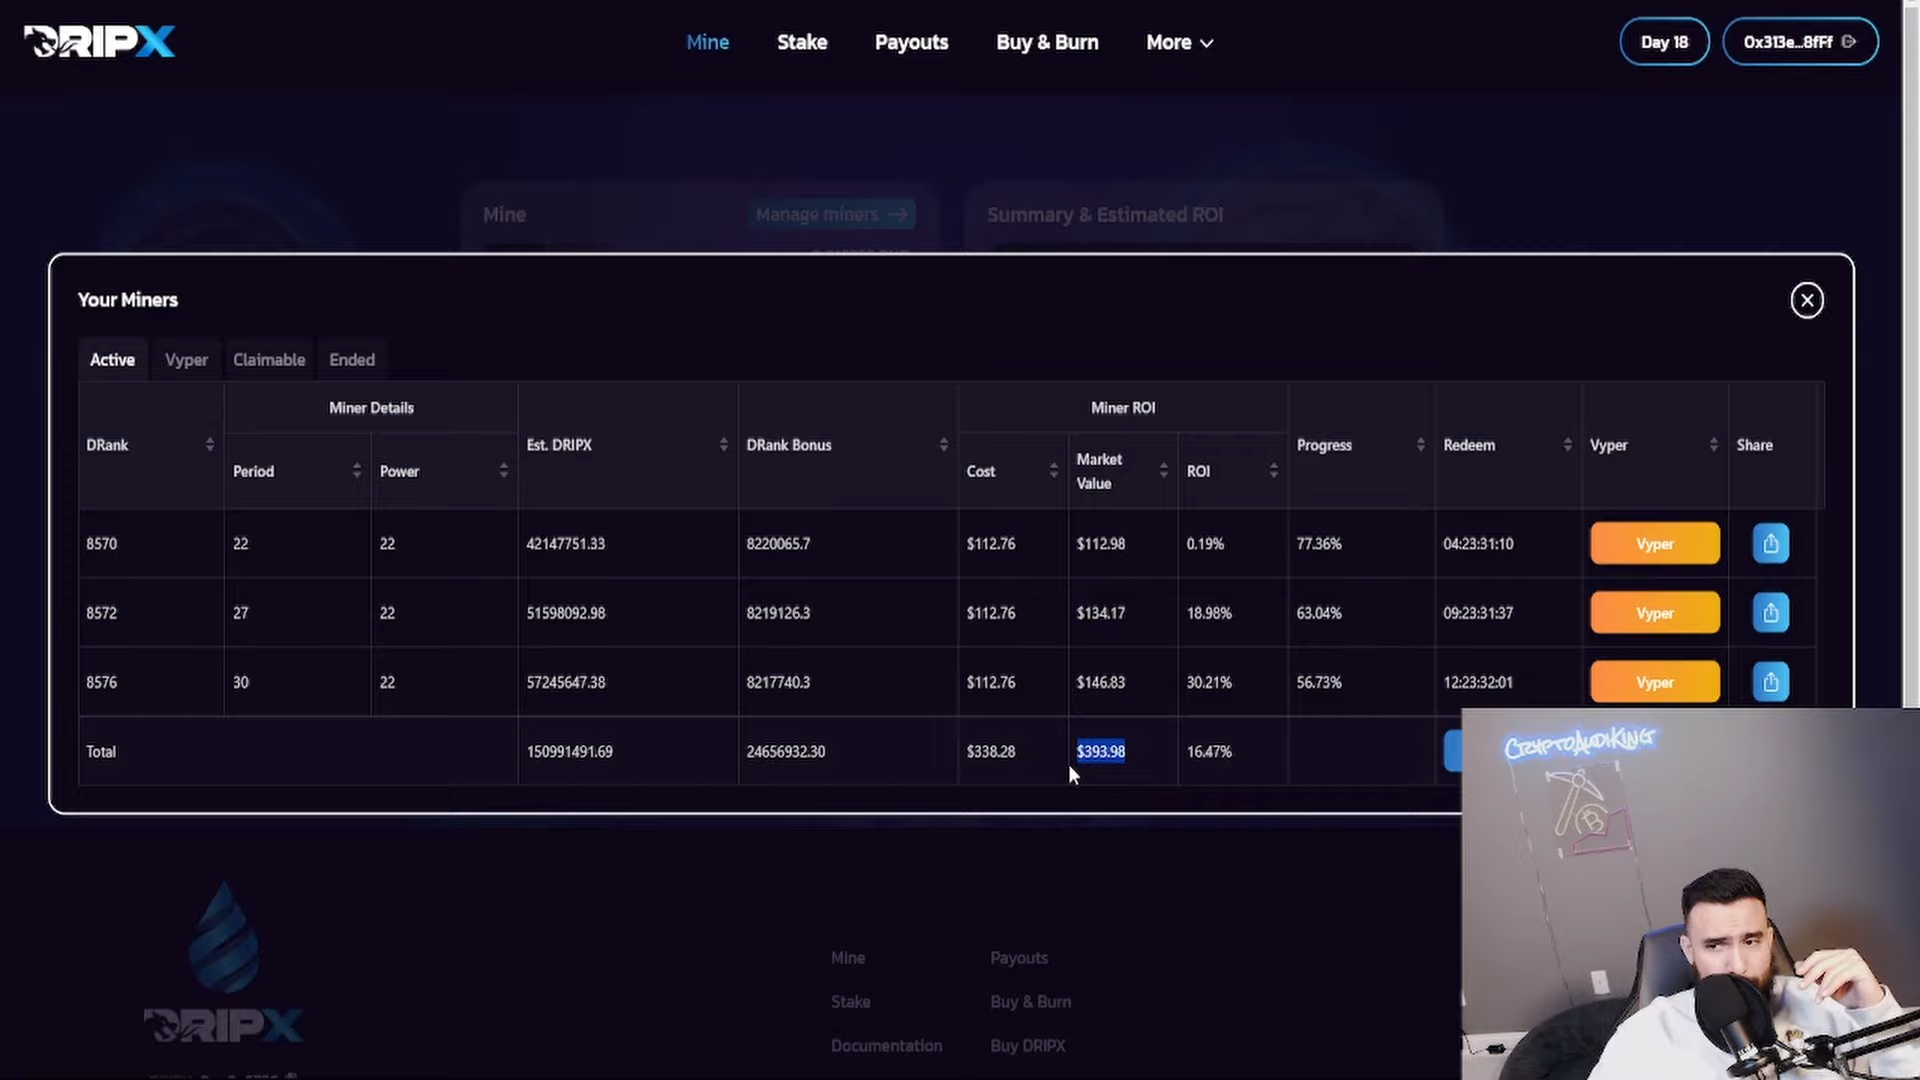 DRIPX
Mine Stake Payouts Buy & Burn More
Day 18 0x313e...8fFf
Mine Manage miners Summary & Estimated ROI
Your Miners
Active Vyper Claimable Ended
DRank Miner Details Est. DRIPX DRank Bonus Miner ROI Progress Redeem Vyper Share
Period Power Cost Market Value ROI
8570 22 22 42147751.33 8220065.7 $112.76 $112.98 0.19% 77.36% 04:23:31:10 Vyper
8572 27 22 51598092.98 8219126.3 $112.76 $134.17 18.98% 63.04% 09:23:31:37 Vyper
8576 30 22 57245647.38 8217740.3 $112.76 $146.83 30.21% 56.73% 12:23:32:01 Vyper
Total 150991491.69 24656932.30 $338.28 $393.98 16.47%
CRYPTOAUDIKING
DRIPX
Mine Payouts
Stake Buy & Burn
Documentation Buy DRIPX